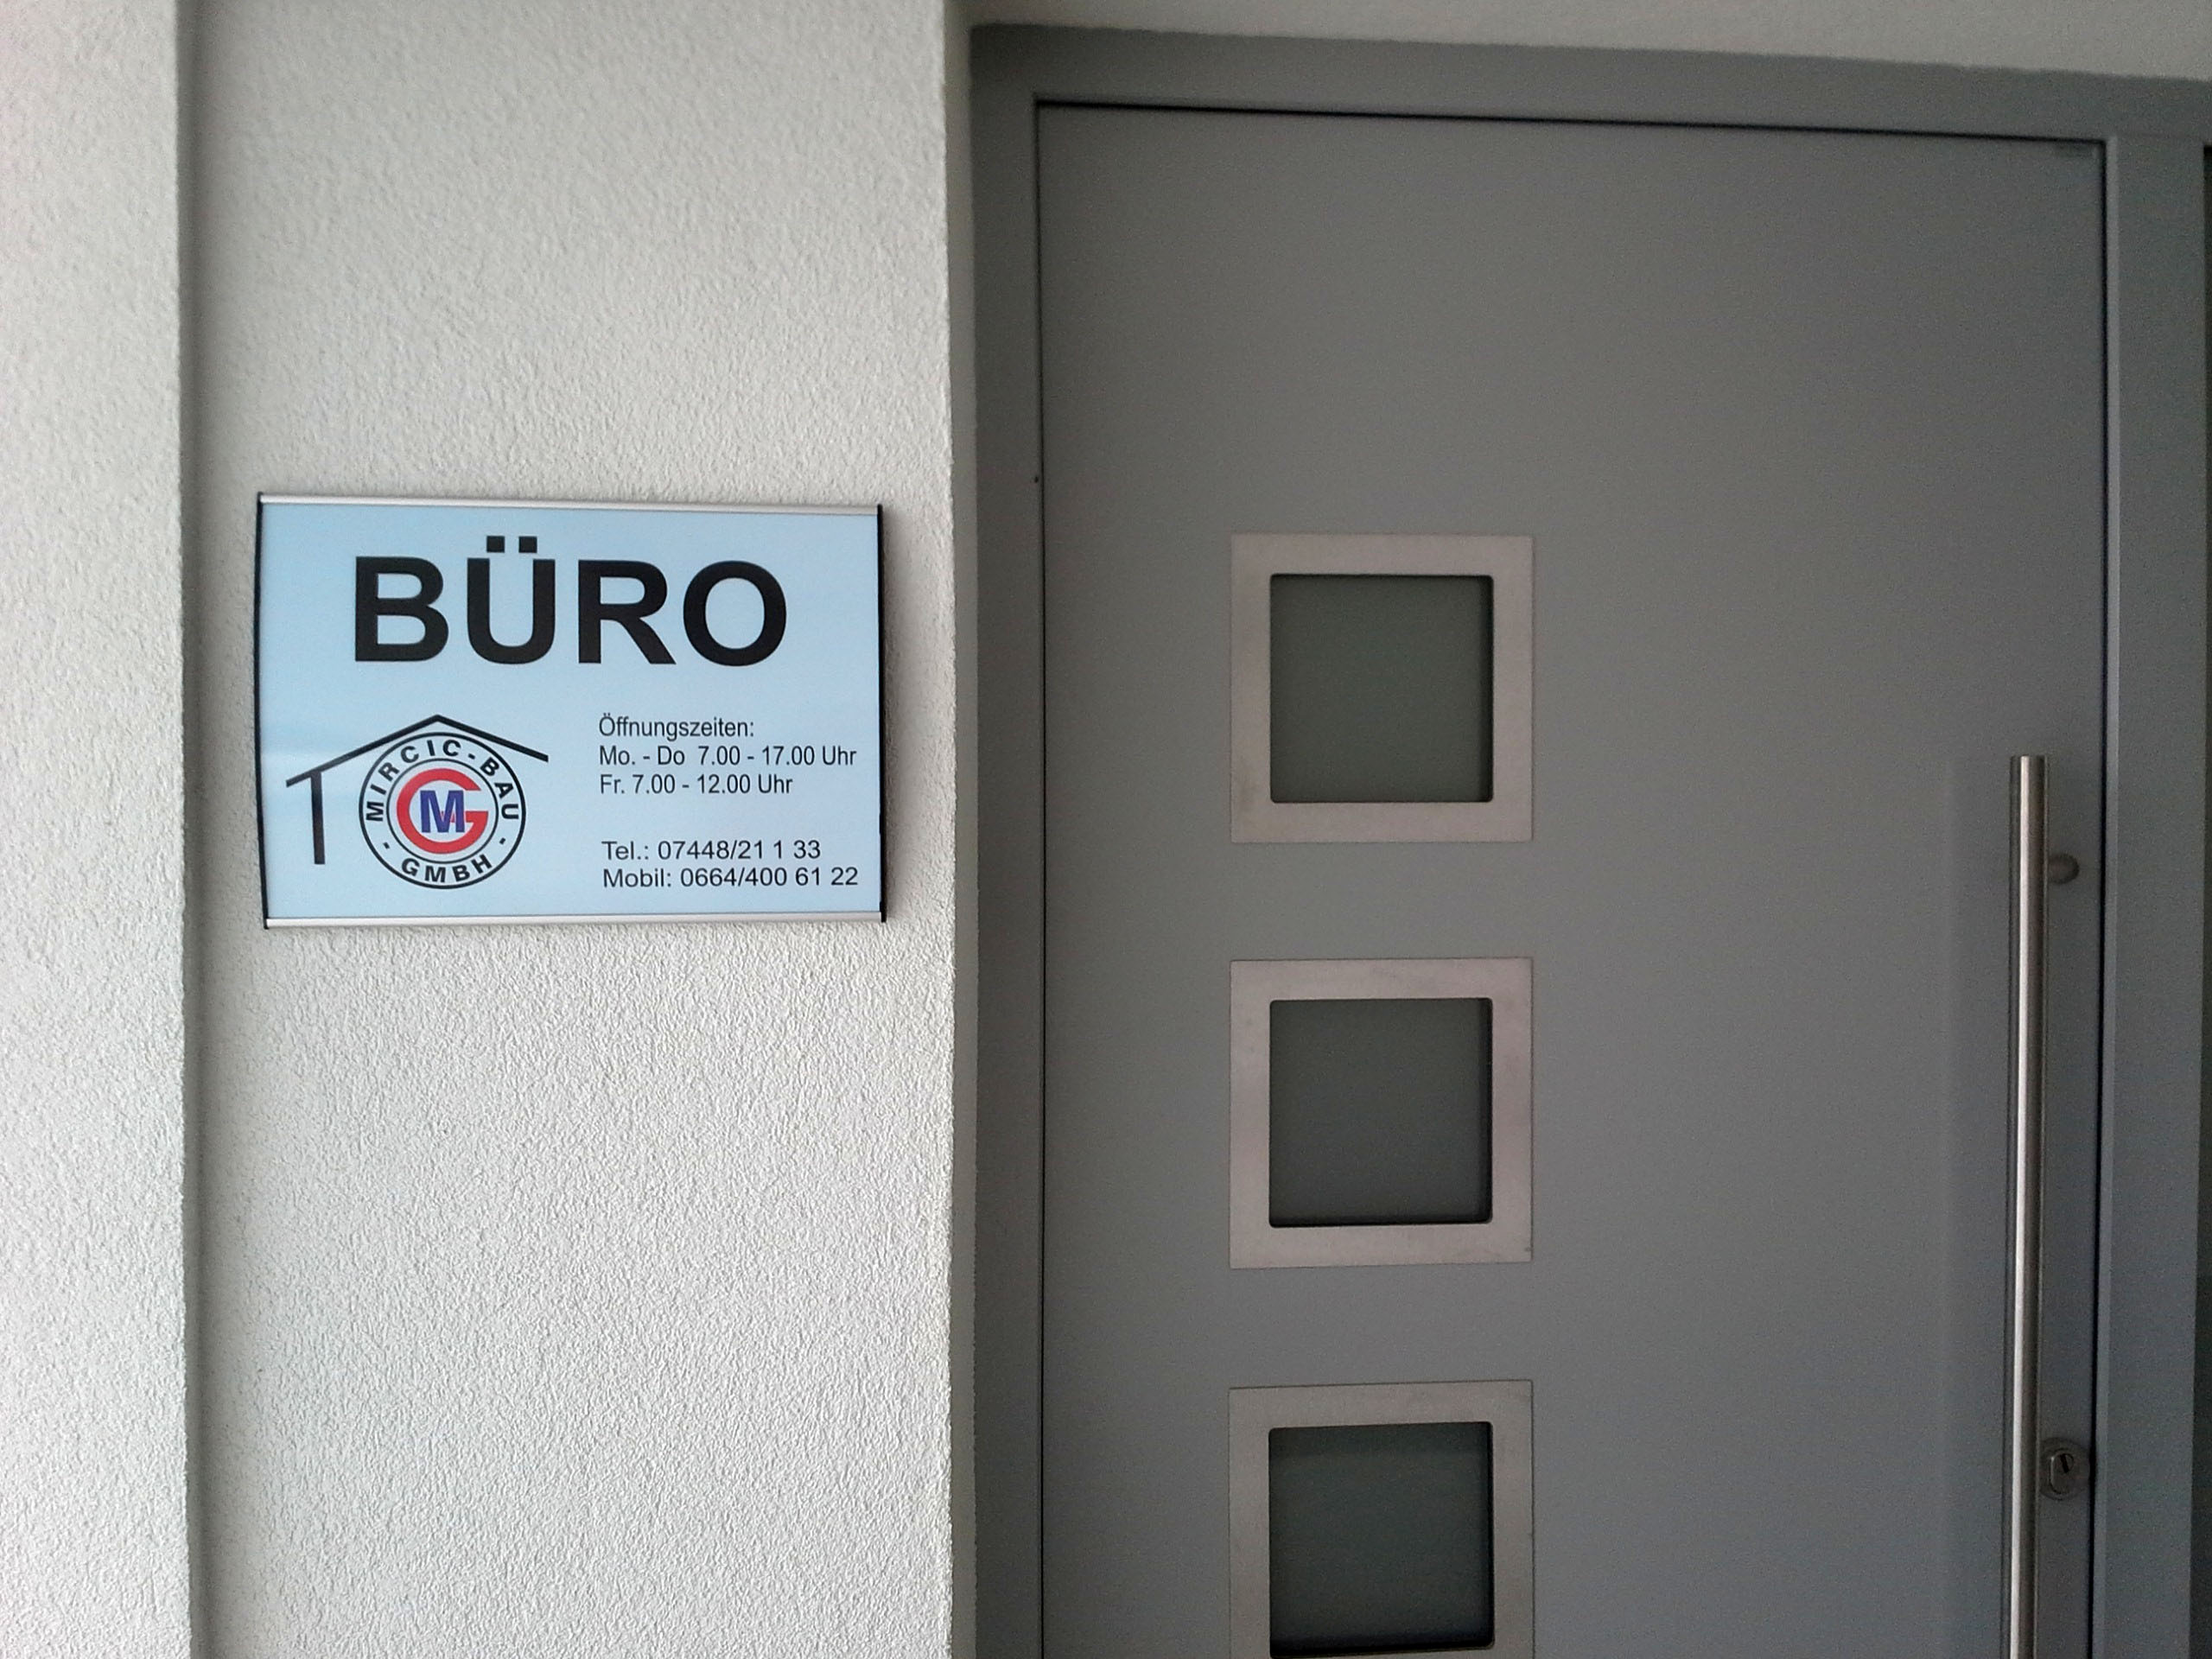 BÜRO
MIRCIC-BAU
- GMBH -
GM
Öffnungszeiten:
Mo. - Do 7.00 - 17.00 Uhr
Fr. 7.00 - 12.00 Uhr
Tel.: 07448/21 1 33
Mobil: 0664/400 61 22